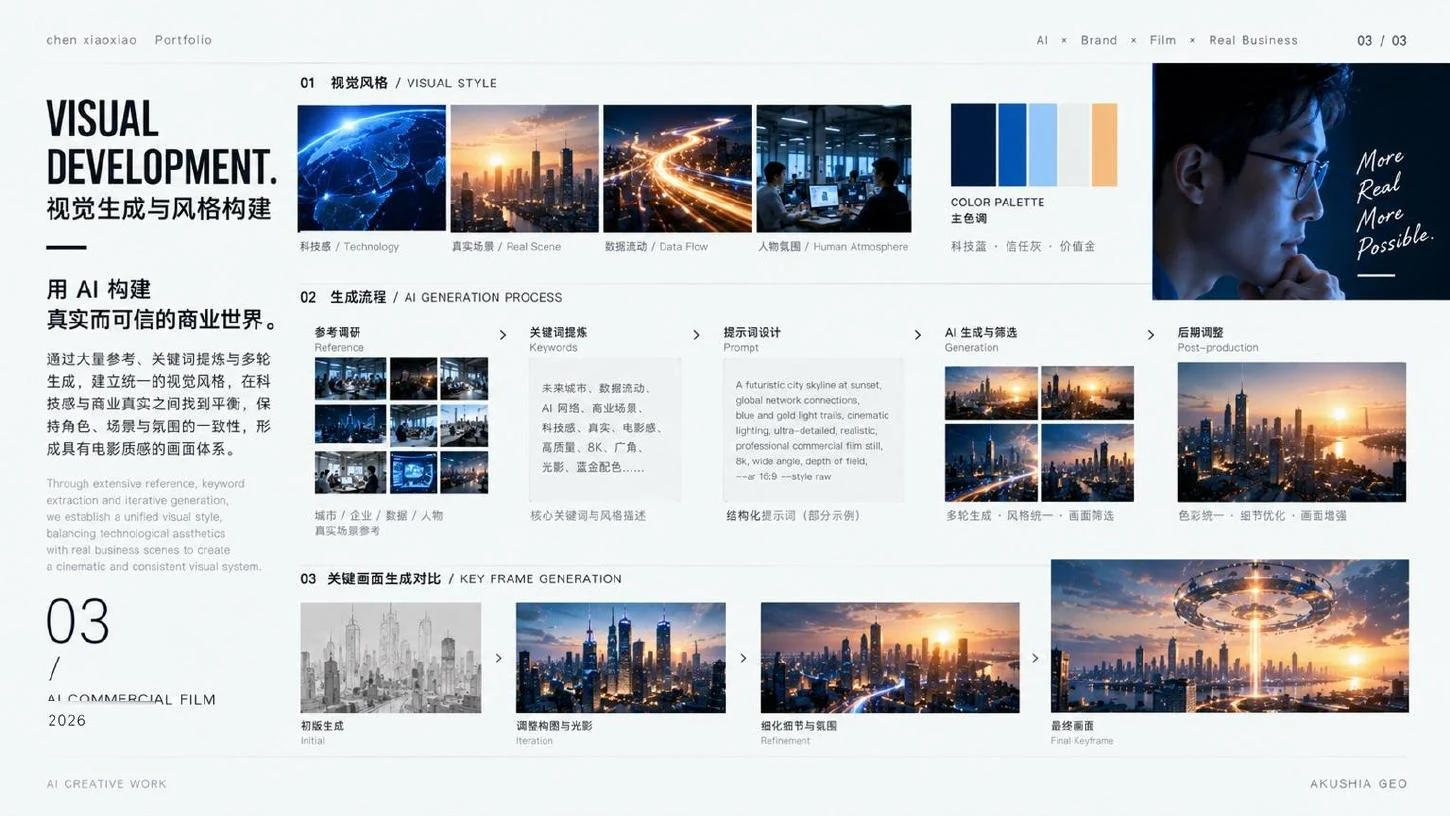 chen xiaoxiao Portfolio
AI × Brand × Film × Real Business
03 / 03
VISUAL
DEVELOPMENT.
视觉生成与风格构建
用 AI 构建
真实而可信的商业世界。
通过大量参考、关键词提炼与多轮
生成，建立统一的视觉风格，在科
技感与商业真实之间找到平衡，保
持角色、场景与氛围的一致性，形
成具有电影质感的画面体系。
Through extensive reference, keyword
extraction and iterative generation,
we establish a unified visual style,
balancing technological assthetics
with real business scenes to create
a cinematic and consistent visual system.
03
/
AI COMMERCIAL FILM
2026
01 视觉风格 / VISUAL STYLE
科技感 / Technology
真实场景 / Real Scene
数据流动 / Data Flow
人物氛围 / Human Atmosphere
COLOR PALETTE
主色调
科技蓝 · 信任灰 · 价值金
More
Real
More
Possible.
02 生成流程 / AI GENERATION PROCESS
参考调研
Reference
城市 / 企业 / 数据 / 人物
真实场景参考
关键词提炼
Keywords
未来城市、数据流动、
AI 网络、商业场景、
科技感、真实、电影感、
高质量、8K、广角、
光影、蓝金配色……
核心关键词与风格描述
提示词设计
Prompt
A futuristic city skyline at sunset,
global network connections,
blue and gold light trails, cinematic
lighting, ultra-detailed, realistic,
professional commercial film still,
8k, wide angle, depth of field,
--ar 16:9 --style raw
结构化提示词（部分示例）
AI 生成与筛选
Generation
多轮生成 · 风格统一 · 画面筛选
后期调整
Post-production
色彩统一 · 细节优化 · 画面增强
03 关键画面生成对比 / KEY FRAME GENERATION
初版生成
Initial
调整构图与光影
Iteration
细化细节与氛围
Refinement
最终画面
Final Keyframe
AI CREATIVE WORK
AKUSHIA GEO